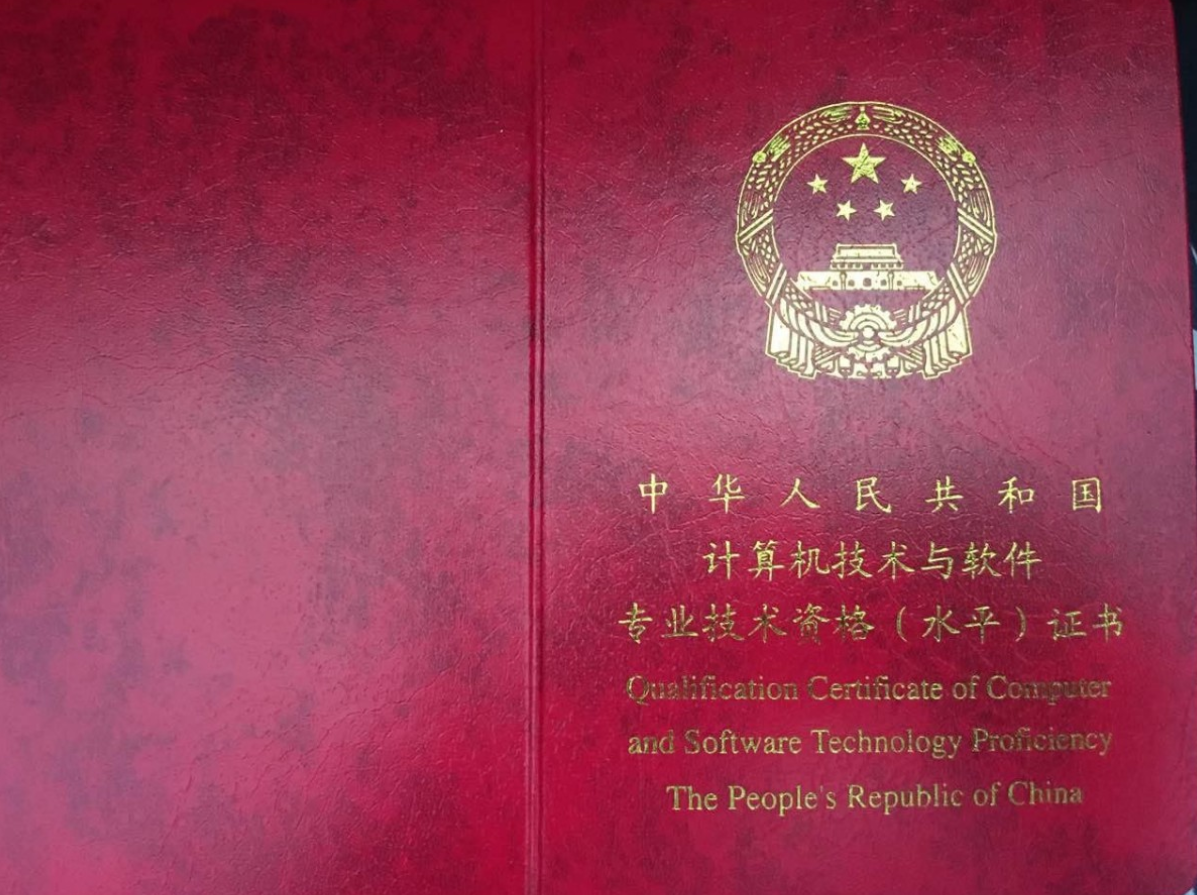 中华人民共和国
计算机技术与软件
专业技术资格（水平）证书
Qualification Certificate of Computer
and Software Technology Proficiency
The People's Republic of China